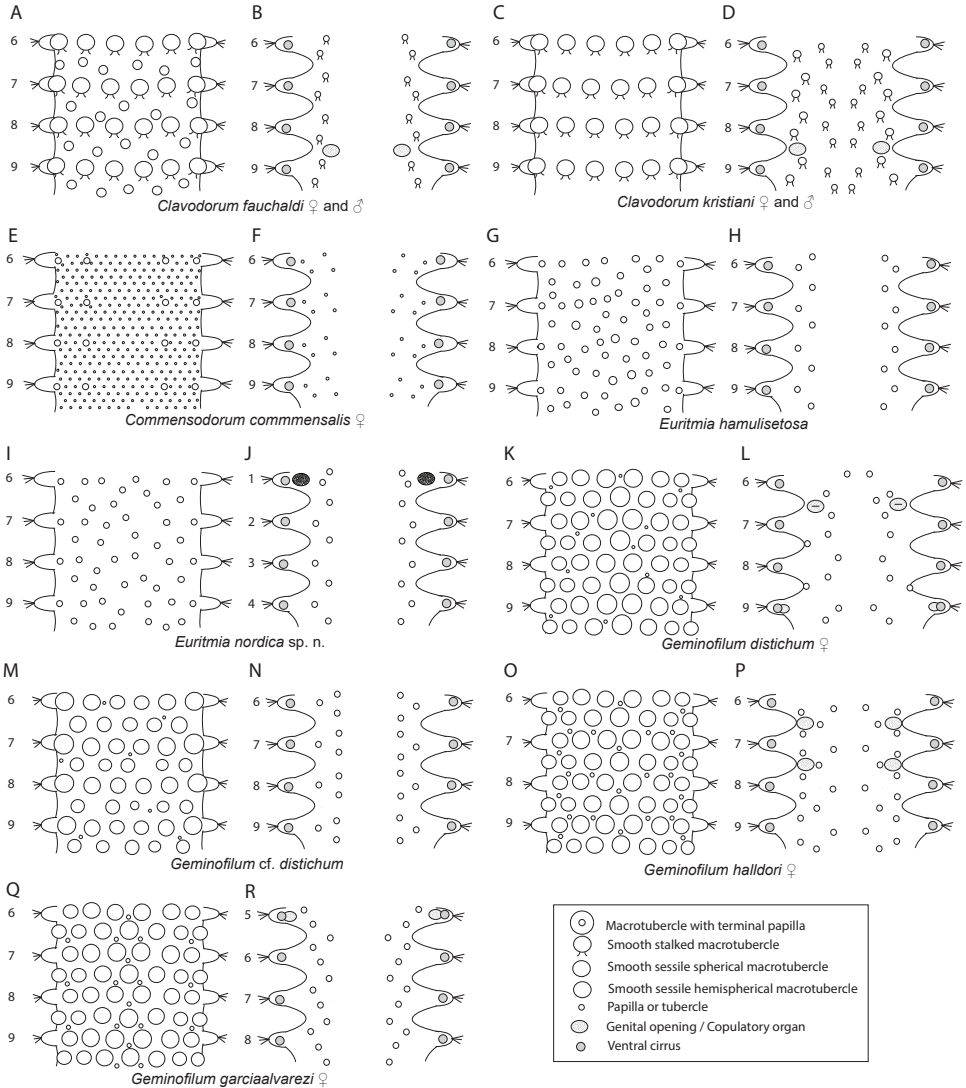 A B C D
6 6 6 6
7 7 7 7
8 8 8 8
9 9 9 9
Clavodorum fauchaldi ♀ and ♂
Clavodorum kristiani ♀ and ♂
E F G H
6 6 6 6
7 7 7 7
8 8 8 8
9 9 9 9
Commensodorum commmensalis ♀
Euritmia hamulisetosa
I J K L
6 1 6 6
7 2 7 7
8 3 8 8
9 4 9 9
Euritmia nordica sp. n.
Geminofilum distichum ♀
M N O P
6 6 6 6
7 7 7 7
8 8 8 8
9 9 9 9
Geminofilum cf. distichum
Geminofilum halldori ♀
Q R
6 5
7 6
8 7
9 8
Geminofilum garciaalvarezi ♀
Macrotubercle with terminal papilla
Smooth stalked macrotubercle
Smooth sessile spherical macrotubercle
Smooth sessile hemispherical macrotubercle
Papilla or tubercle
Genital opening / Copulatory organ
Ventral cirrus